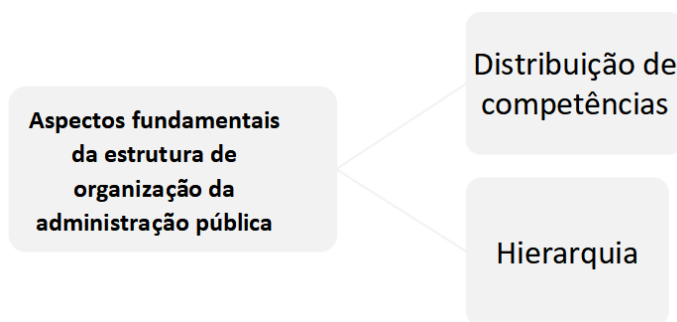 Aspectos fundamentais
da estrutura de
organização da
administração pública
Distribuição de
competências
Hierarquia